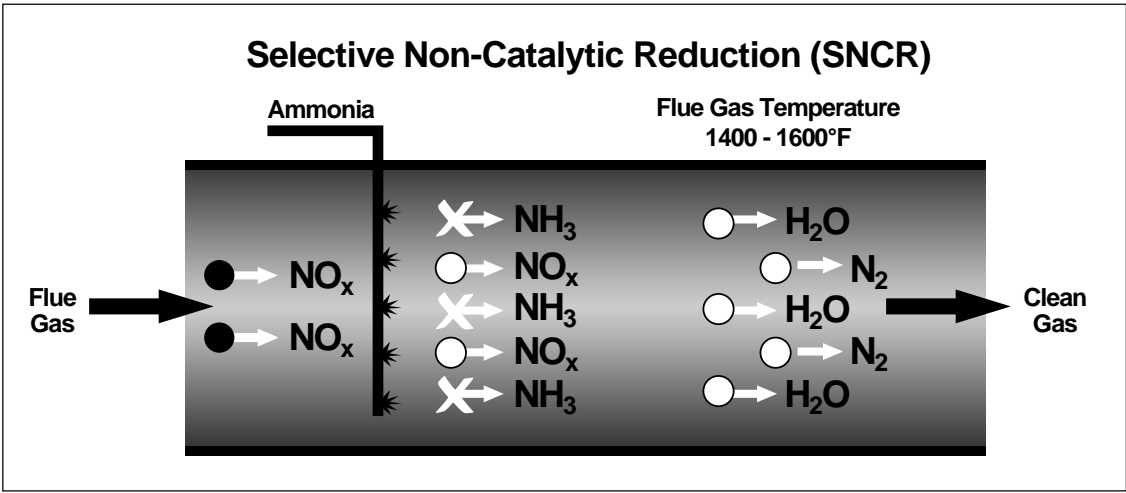 Selective Non-Catalytic Reduction (SNCR)
Ammonia
Flue Gas Temperature
1400 - 1600°F
Flue
Gas
NOₓ
NOₓ
NH₃
NOₓ
NH₃
NOₓ
NH₃
H₂O
N₂
H₂O
N₂
H₂O
Clean
Gas